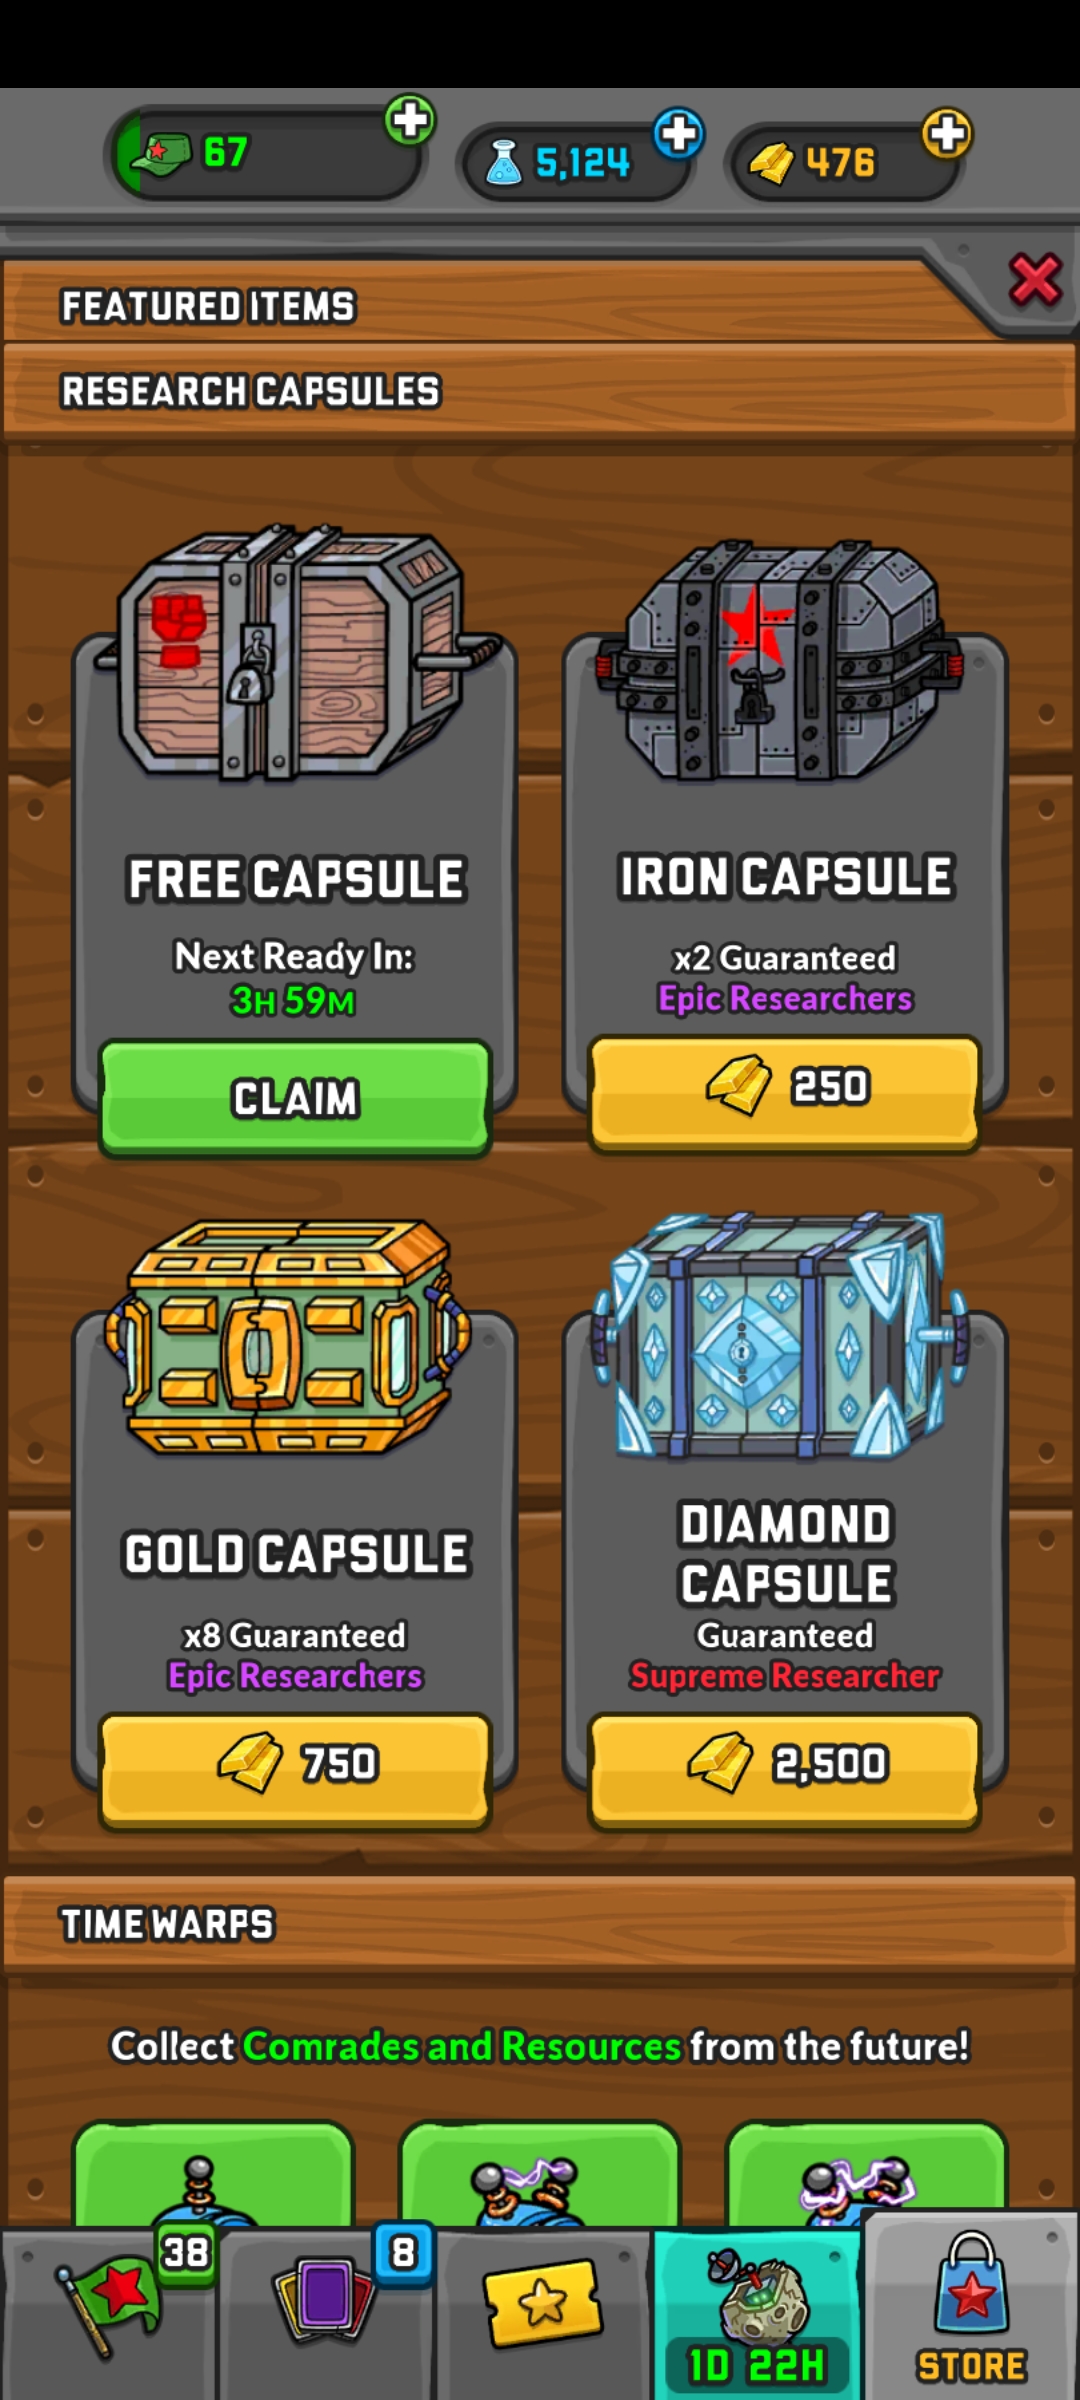 67
5,124
476
FEATURED ITEMS
RESEARCH CAPSULES
FREE CAPSULE
Next Ready In:
3H 59M
CLAIM
IRON CAPSULE
x2 Guaranteed
Epic Researchers
250
GOLD CAPSULE
x8 Guaranteed
Epic Researchers
750
DIAMOND
CAPSULE
Guaranteed
Supreme Researcher
2,500
TIME WARPS
Collect Comrades and Resources from the future!
38
8
1D 22H
STORE